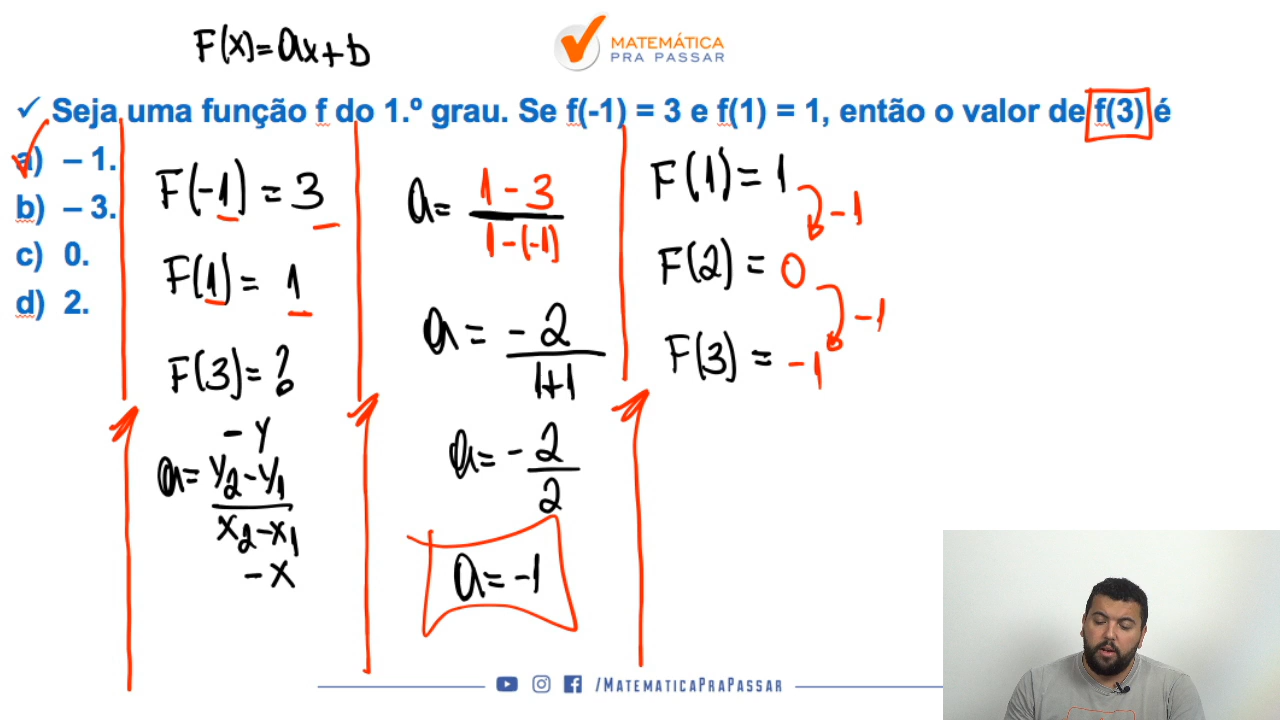 F(x)=ax+b
MATEMÁTICA
PRA PASSAR
✓ Seja uma função f do 1.º grau. Se f(-1) = 3 e f(1) = 1, então o valor de f(3) é
a) – 1.
b) – 3.
c) 0.
d) 2.
F(-1) = 3
F(1) = 1
F(3) = ?
- Y
a = Y2 - Y1
X2 - X1
- X
a = 1 - 3
1 - (-1)
a = - 2
1+1
a = - 2
2
a = -1
F(1) = 1
-1
F(2) = 0
-1
F(3) = -1
/MATEMATICAPRAPASSAR